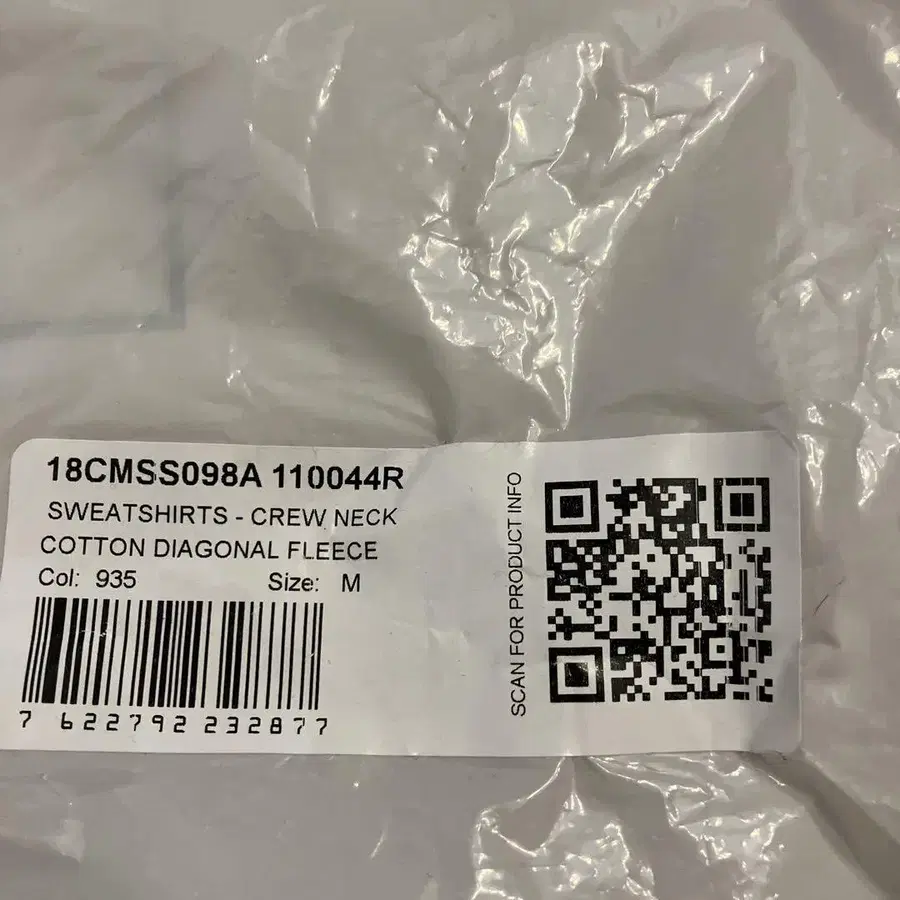 18CMSS098A 110044R
SWEATSHIRTS - CREW NECK
COTTON DIAGONAL FLEECE
Col: 935 Size: M
7 622792 232877
SCAN FOR PRODUCT INFO